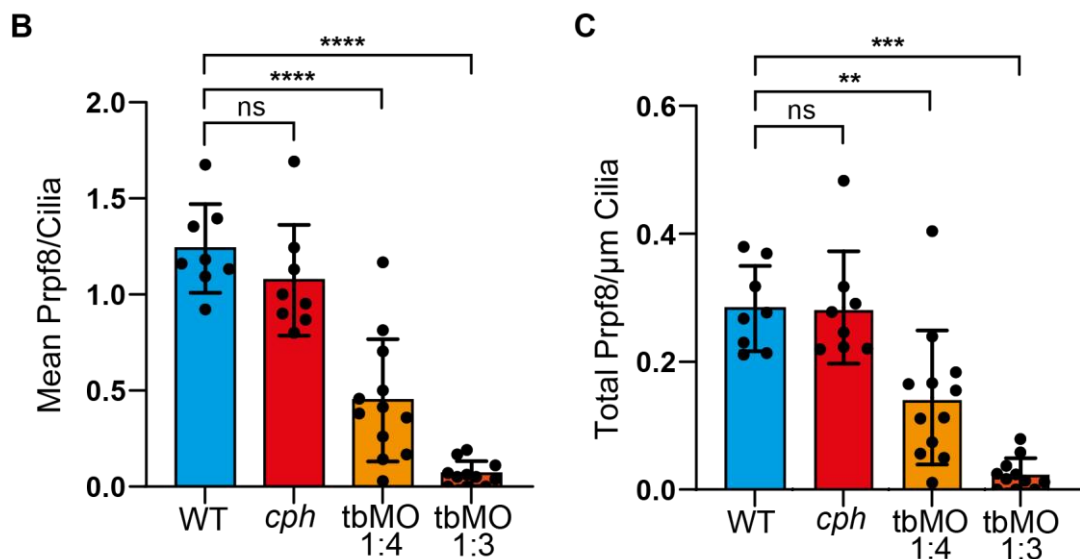 B
****
****
ns
Mean Prpf8/Cilia
2.0
1.5
1.0
0.5
0.0
WT
cph
tbMO
1:4
tbMO
1:3
C
***
**
ns
Total Prpf8/µm Cilia
0.6
0.4
0.2
0.0
WT
cph
tbMO
1:4
tbMO
1:3